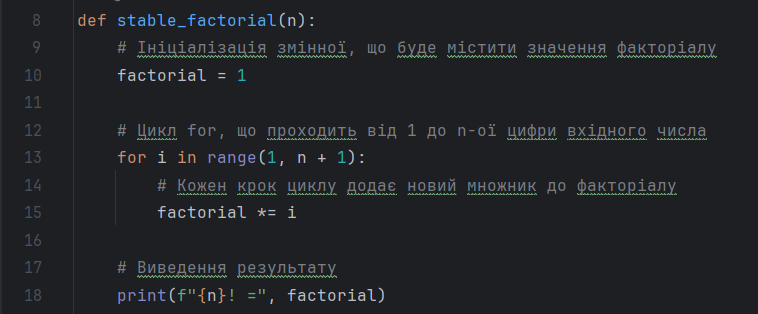 8 def stable_factorial(n):
9 # Ініціалізація змінної, що буде містити значення факторіалу
10 factorial = 1
11
12 # Цикл for, що проходить від 1 до n-ої цифри вхідного числа
13 for i in range(1, n + 1):
14 # Кожен крок циклу додає новий множник до факторіалу
15 factorial *= i
16
17 # Виведення результату
18 print(f"{n}! =", factorial)